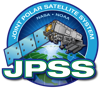 JOINT POLAR SATELLITE SYSTEM
NASA • NOAA
JPSS